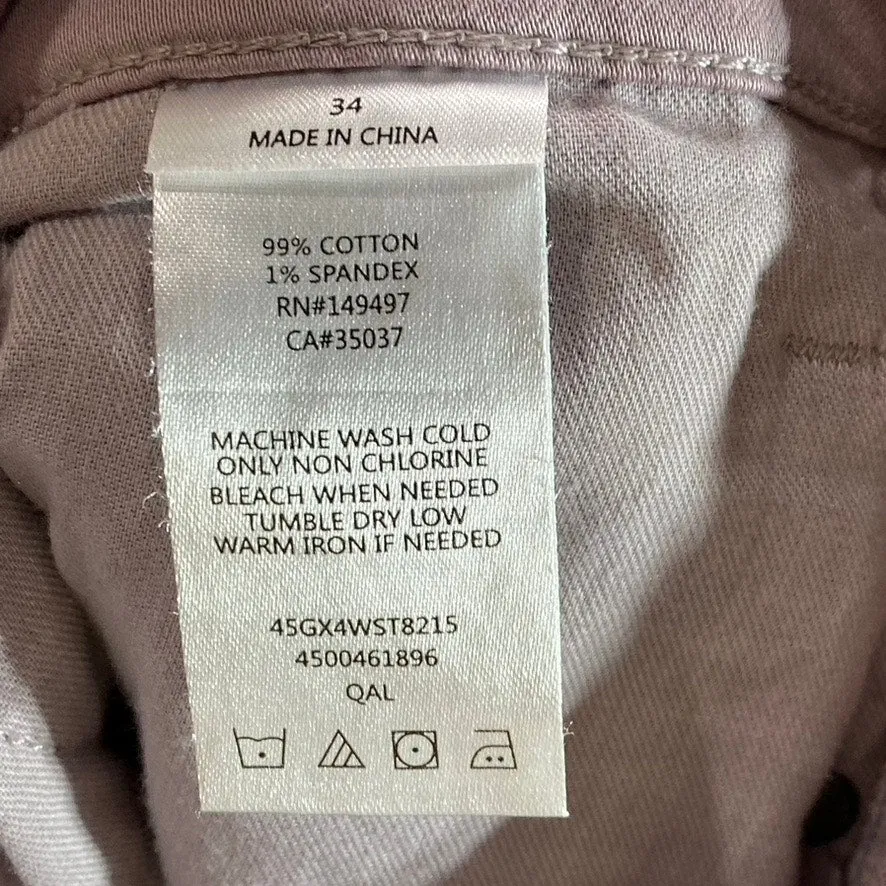 34
MADE IN CHINA
99% COTTON
1% SPANDEX
RN#149497
CA#35037
MACHINE WASH COLD
ONLY NON CHLORINE
BLEACH WHEN NEEDED
TUMBLE DRY LOW
WARM IRON IF NEEDED
45GX4WST8215
4500461896
QAL